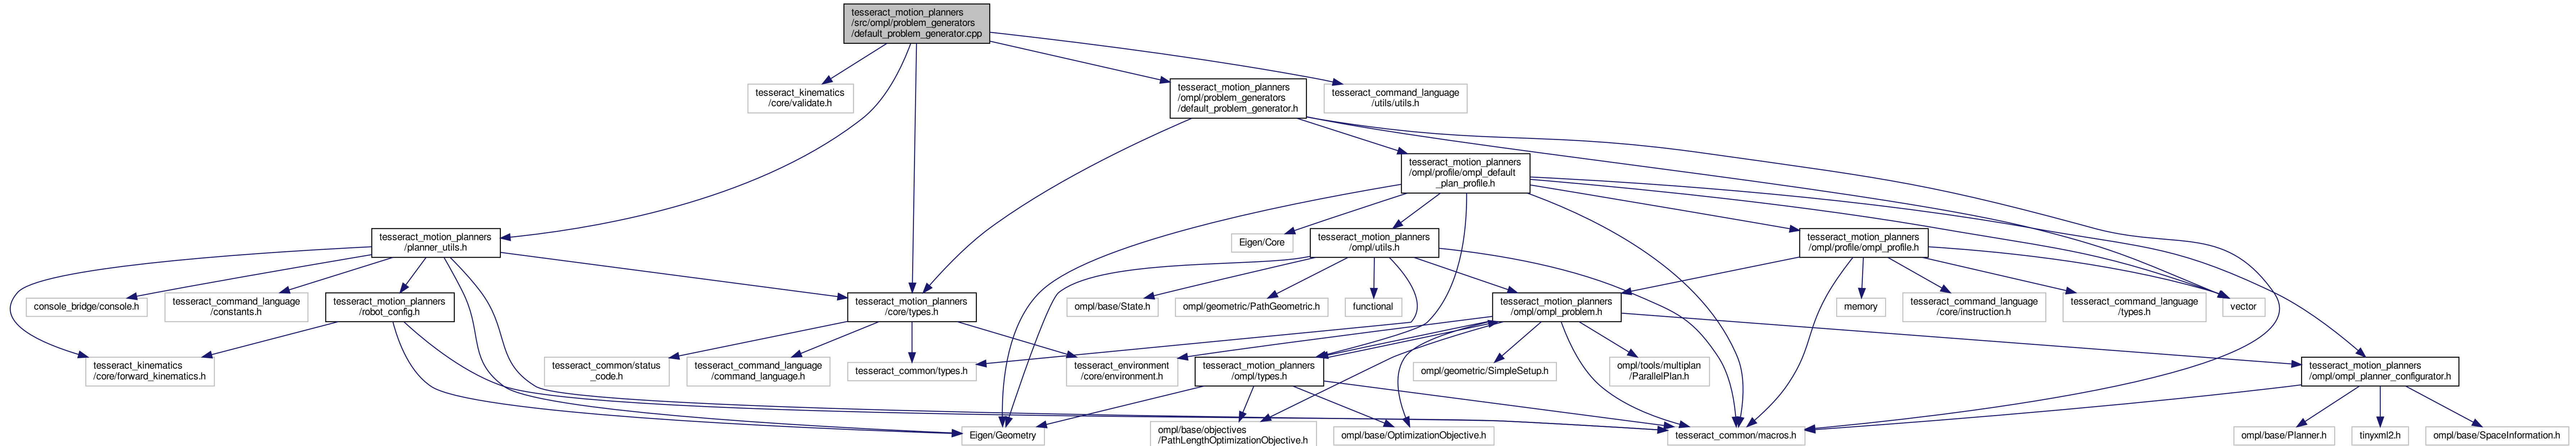 tesseract_motion_planners
/src/ompl/problem_generators
/default_problem_generator.cpp
tesseract_kinematics
/core/validate.h
tesseract_motion_planners
/ompl/problem_generators
/default_problem_generator.h
tesseract_command_language
/utils/utils.h
tesseract_motion_planners
/ompl/profile/ompl_default
_plan_profile.h
tesseract_motion_planners
/planner_utils.h
Eigen/Core
tesseract_motion_planners
/ompl/utils.h
tesseract_motion_planners
/ompl/profile/ompl_profile.h
console_bridge/console.h
tesseract_command_language
/constants.h
tesseract_motion_planners
/robot_config.h
tesseract_motion_planners
/core/types.h
ompl/base/State.h
ompl/geometric/PathGeometric.h
functional
tesseract_motion_planners
/ompl/ompl_problem.h
memory
tesseract_command_language
/core/instruction.h
tesseract_command_language
/types.h
vector
tesseract_kinematics
/core/forward_kinematics.h
tesseract_common/status
_code.h
tesseract_command_language
/command_language.h
tesseract_common/types.h
tesseract_environment
/core/environment.h
tesseract_motion_planners
/ompl/types.h
ompl/geometric/SimpleSetup.h
ompl/tools/multiplan
/ParallelPlan.h
tesseract_motion_planners
/ompl/ompl_planner_configurator.h
Eigen/Geometry
ompl/base/objectives
/PathLengthOptimizationObjective.h
ompl/base/OptimizationObjective.h
tesseract_common/macros.h
ompl/base/Planner.h
tinyxml2.h
ompl/base/SpaceInformation.h